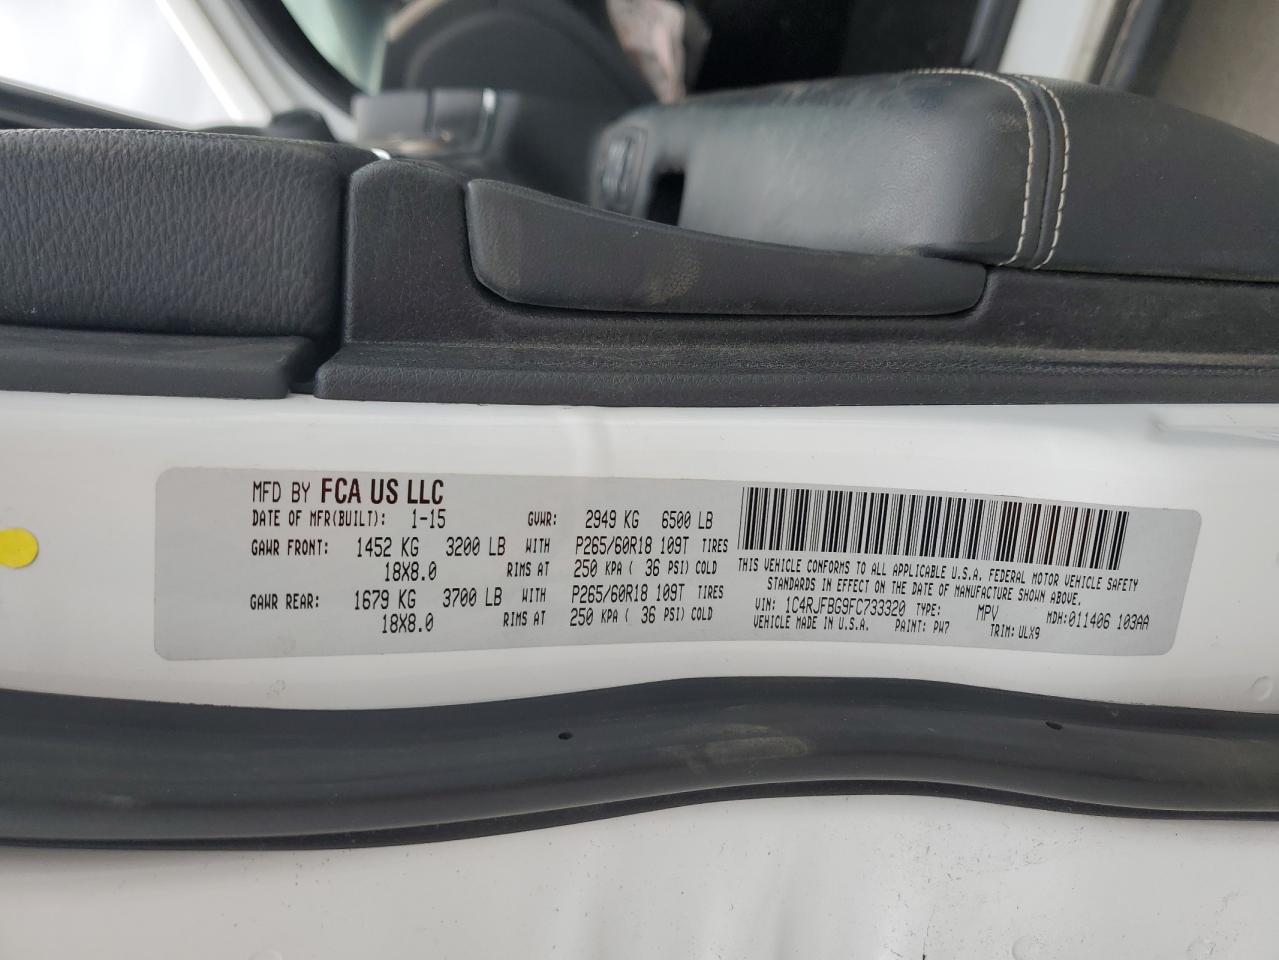 MFD BY FCA US LLC
DATE OF MFR(BUILT): 1-15 GVWR: 2949 KG 6500 LB
GAWR FRONT: 1452 KG 3200 LB WITH P265/60R18 109T TIRES
18X8.0 RIMS AT 250 KPA ( 36 PSI) COLD
GAWR REAR: 1679 KG 3700 LB WITH P265/60R18 109T TIRES
18X8.0 RIMS AT 250 KPA ( 36 PSI) COLD
THIS VEHICLE CONFORMS TO ALL APPLICABLE U.S.A. FEDERAL MOTOR VEHICLE SAFETY
STANDARDS IN EFFECT ON THE DATE OF MANUFACTURE SHOWN ABOVE.
VIN: 1C4RJFBG9FC733320 TYPE: MPV MDH:011406 103AA
VEHICLE MADE IN U.S.A. PAINT: PW7 TRIM: ULX9